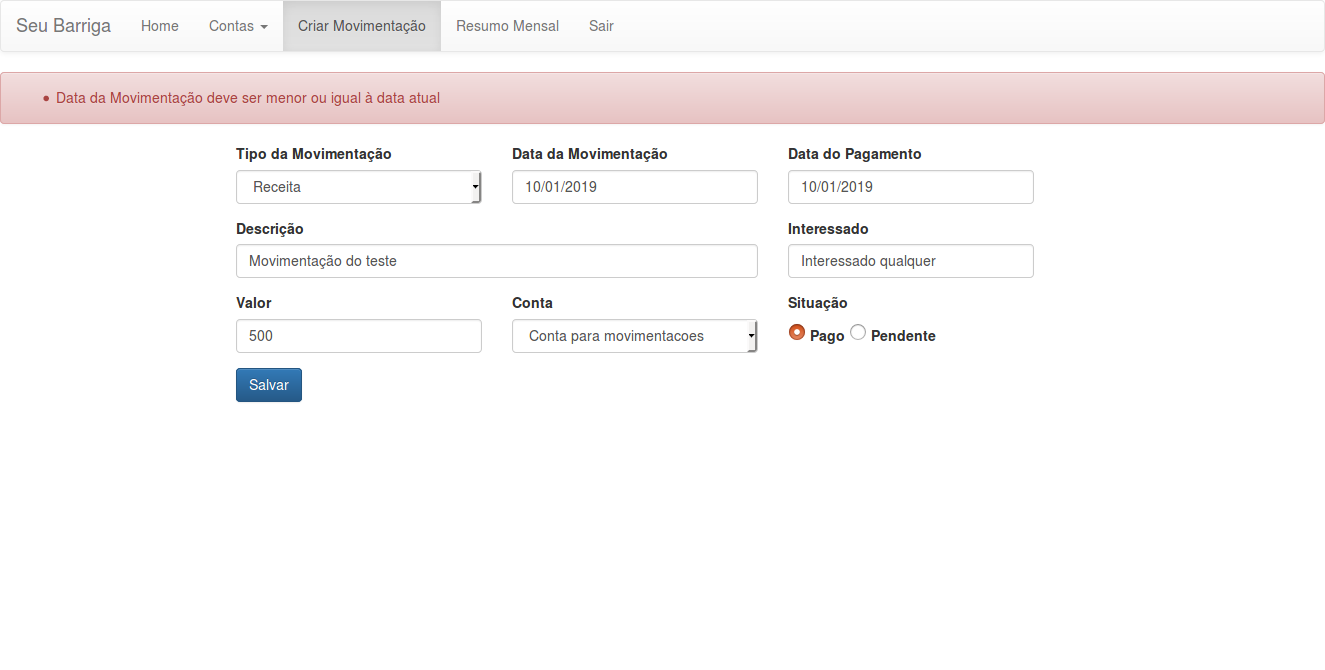 Seu Barriga Home Contas Criar Movimentação Resumo Mensal Sair
Data da Movimentação deve ser menor ou igual à data atual
Tipo da Movimentação Data da Movimentação Data do Pagamento
Receita 10/01/2019 10/01/2019
Descrição Interessado
Movimentação do teste Interessado qualquer
Valor Conta Situação
500 Conta para movimentacoes Pago Pendente
Salvar